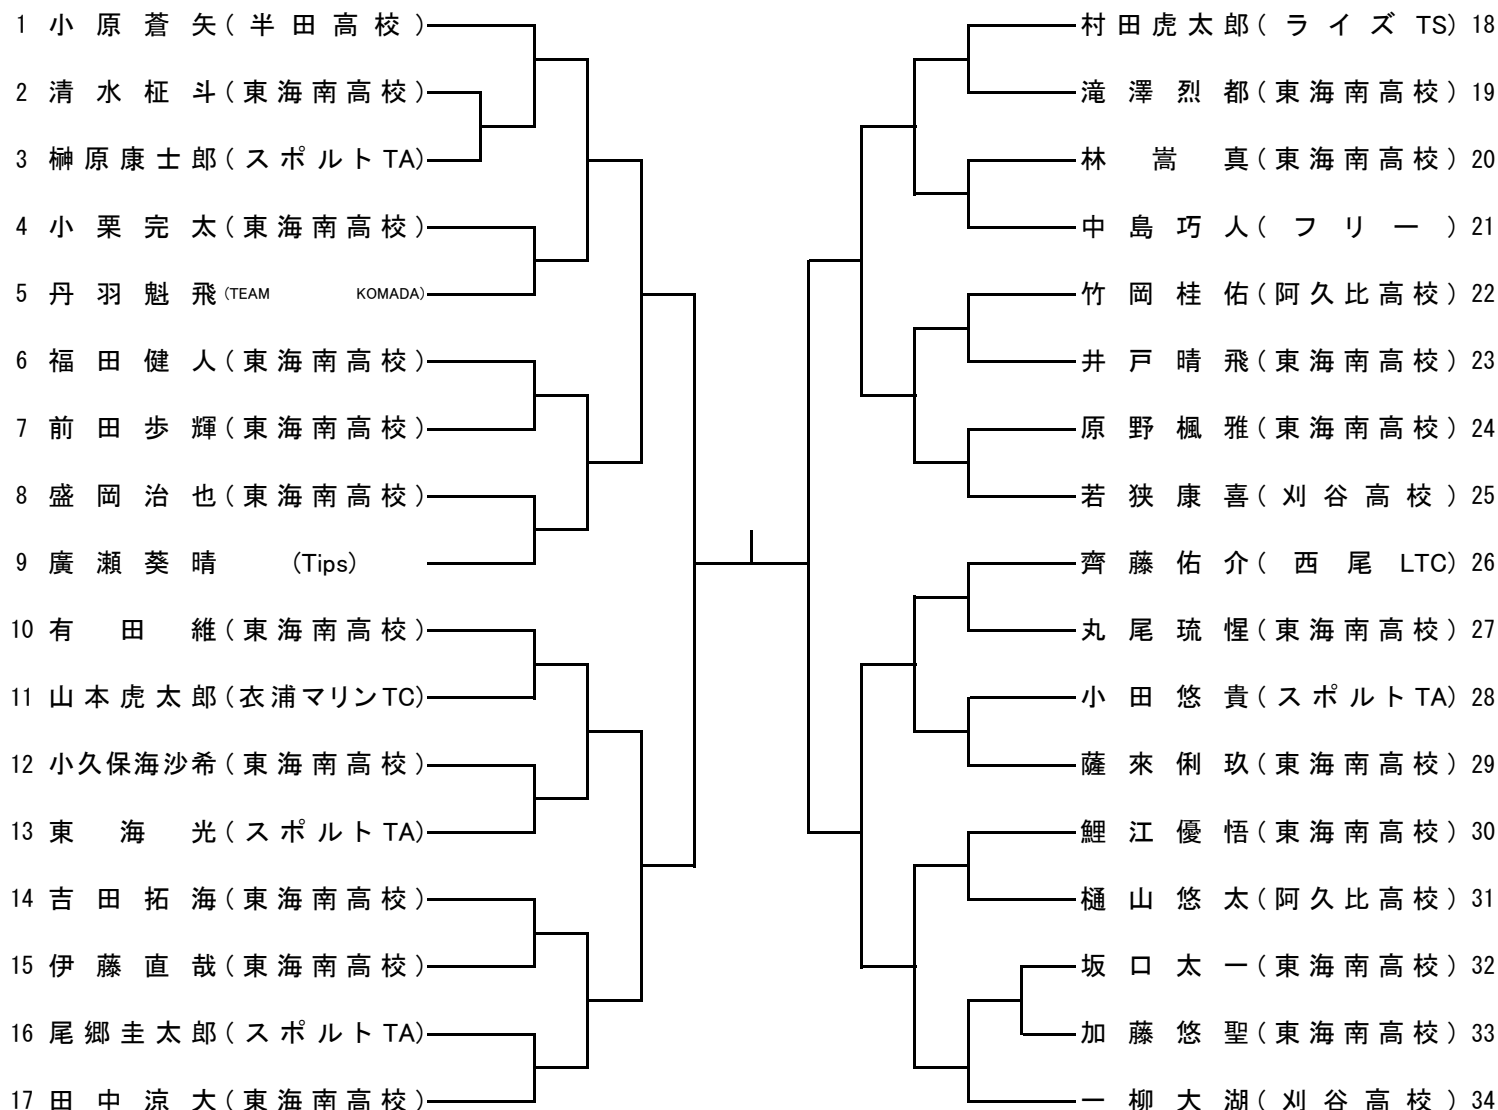 1 小原蒼矢(半田高校)
2 清水柾斗(東海南高校)
3 榊原康士郎(スポルトTA)
4 小栗完太(東海南高校)
5 丹羽魁飛(TEAM KOMADA)
6 福田健人(東海南高校)
7 前田歩輝(東海南高校)
8 盛岡治也(東海南高校)
9 廣瀬葵晴 (Tips)
10 有田維(東海南高校)
11 山本虎太郎(衣浦マリンTC)
12 小久保海沙希(東海南高校)
13 東海光(スポルトTA)
14 吉田拓海(東海南高校)
15 伊藤直哉(東海南高校)
16 尾郷圭太郎(スポルトTA)
17 田中涼大(東海南高校)
村田虎太郎(ライズTS) 18
滝澤烈都(東海南高校) 19
林嵩真(東海南高校) 20
中島巧人(フリー) 21
竹岡桂佑(阿久比高校) 22
井戸晴飛(東海南高校) 23
原野楓雅(東海南高校) 24
若狭康喜(刈谷高校) 25
齊藤佑介(西尾LTC) 26
丸尾琉惺(東海南高校) 27
小田悠貴(スポルトTA) 28
薩來俐玖(東海南高校) 29
鯉江優悟(東海南高校) 30
樋山悠太(阿久比高校) 31
坂口太一(東海南高校) 32
加藤悠聖(東海南高校) 33
一柳大湖(刈谷高校) 34